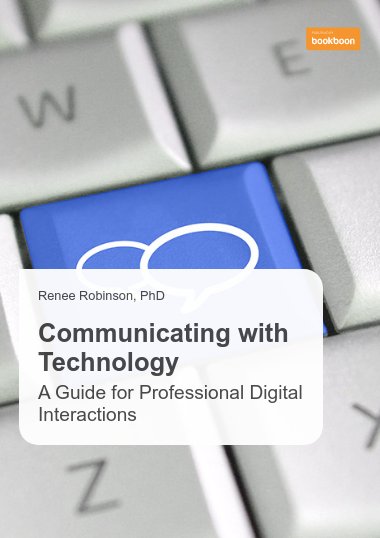 bookboon
W
E
Renee Robinson, PhD
Communicating with
Technology
A Guide for Professional Digital
Interactions
X
Z